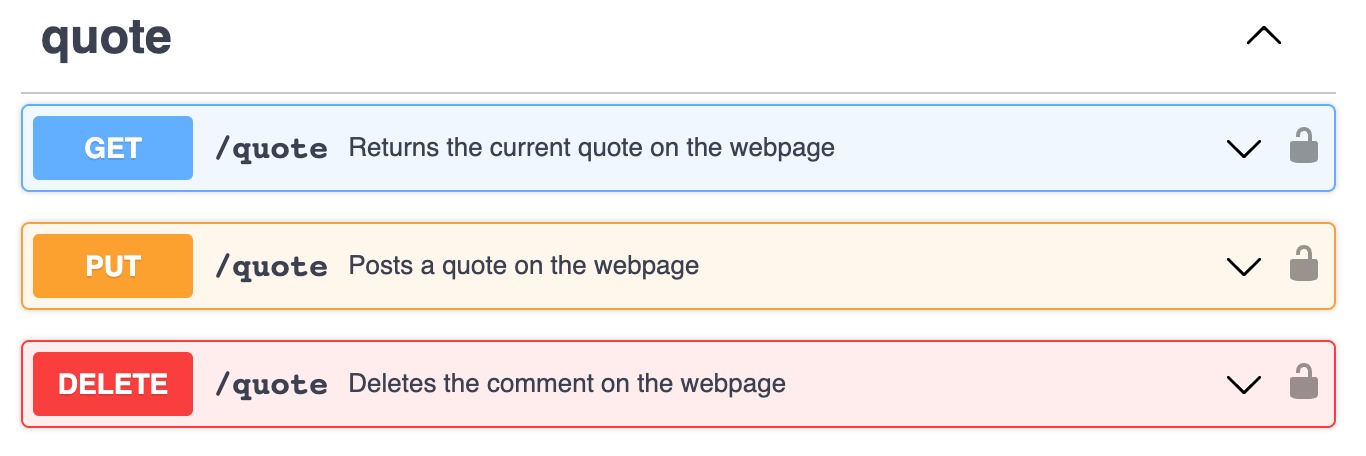 quote
GET /quote Returns the current quote on the webpage
PUT /quote Posts a quote on the webpage
DELETE /quote Deletes the comment on the webpage